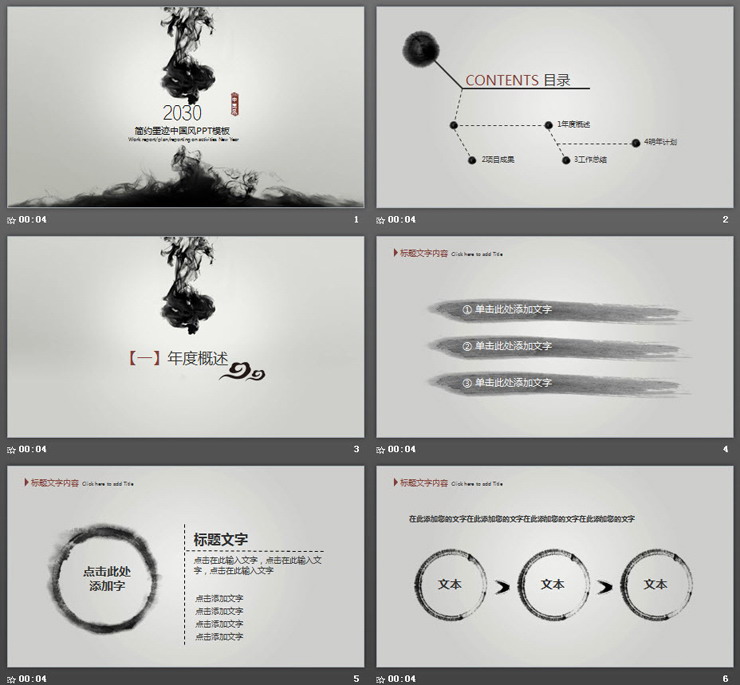 2030
简约墨迹中国风PPT模板
Work report/plan/reporting on activities New Year
00:04
1
CONTENTS 目录
1年度概述
4明年计划
2项目成果
3工作总结
00:04
2
【一】年度概述
00:04
3
标题文字内容 Click here to add Title
① 单击此处添加文字
② 单击此处添加文字
③ 单击此处添加文字
00:04
4
标题文字内容 Click here to add Title
点击此处
添加字
标题文字
点击在此输入文字，点击在此输入文
字，点击在此输入文字
点击添加文字
点击添加文字
点击添加文字
点击添加文字
00:04
5
标题文字内容 Click here to add Title
在此添加您的文字在此添加您的文字在此添加您的文字在此添加您的文字
文本
文本
文本
00:04
6